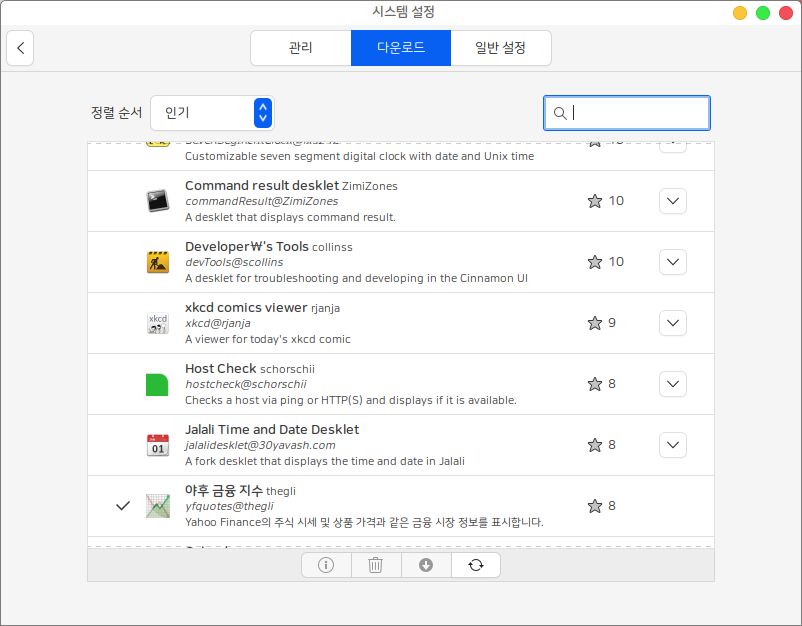 시스템 설정
관리
다운로드
일반 설정
정렬 순서
인기
Customizable seven segment digital clock with date and Unix time
Command result desklet ZimiZones
commandResult@ZimiZones
A desklet that displays command result.
10
Developer₩'s Tools collinss
devTools@scollins
A desklet for troubleshooting and developing in the Cinnamon UI
10
xkcd
xkcd comics viewer rjanja
xkcd@rjanja
A viewer for today's xkcd comic
9
Host Check schorschii
hostcheck@schorschii
Checks a host via ping or HTTP(S) and displays if it is available.
8
01
Jalali Time and Date Desklet
jalalidesklet@30yavash.com
A fork desklet that displays the time and date in Jalali
8
야후 금융 지수 thegli
yfquotes@thegli
Yahoo Finance의 주식 시세 및 상품 가격과 같은 금융 시장 정보를 표시합니다.
8